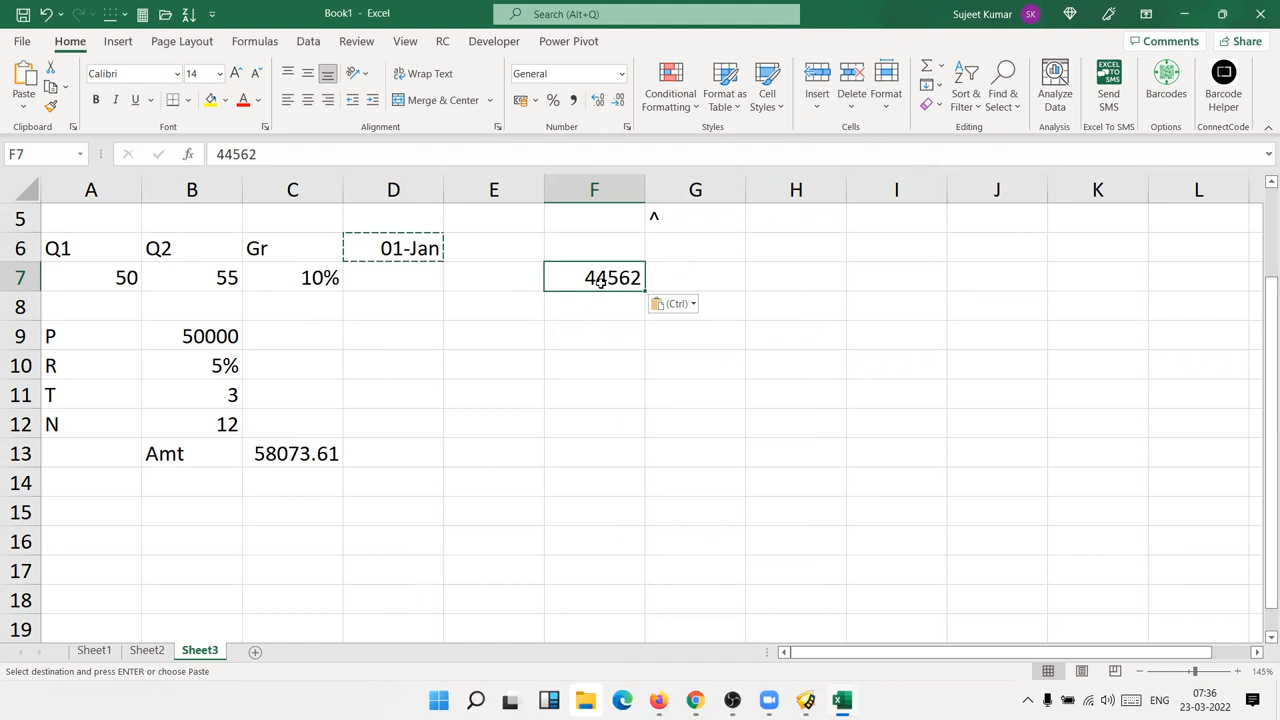 Book1 - Excel
Search (Alt+Q)
Sujeet Kumar
SK
File Home Insert Page Layout Formulas Data Review View RC Developer Power Pivot
Comments
Share
Paste
Clipboard
Calibri
14
B I U
Font
Wrap Text
Merge & Center
Alignment
General
%
Number
Conditional Formatting
Format as Table
Cell Styles
Styles
Insert
Delete
Format
Cells
Sort & Filter
Find & Select
Editing
Analyze Data
Analysis
Send SMS
Excel To SMS
Barcodes
Options
Barcode Helper
ConnectCode
F7
fx
44562
A B C D E F G H I J K L
5 ^
6 Q1 Q2 Gr 01-Jan
7 50 55 10% 44562
(Ctrl)
8
9 P 50000
10 R 5%
11 T 3
12 N 12
13 Amt 58073.61
14
15
16
17
18
19
Sheet1 Sheet2 Sheet3
Select destination and press ENTER or choose Paste
145%
ENG
07:36
23-03-2022